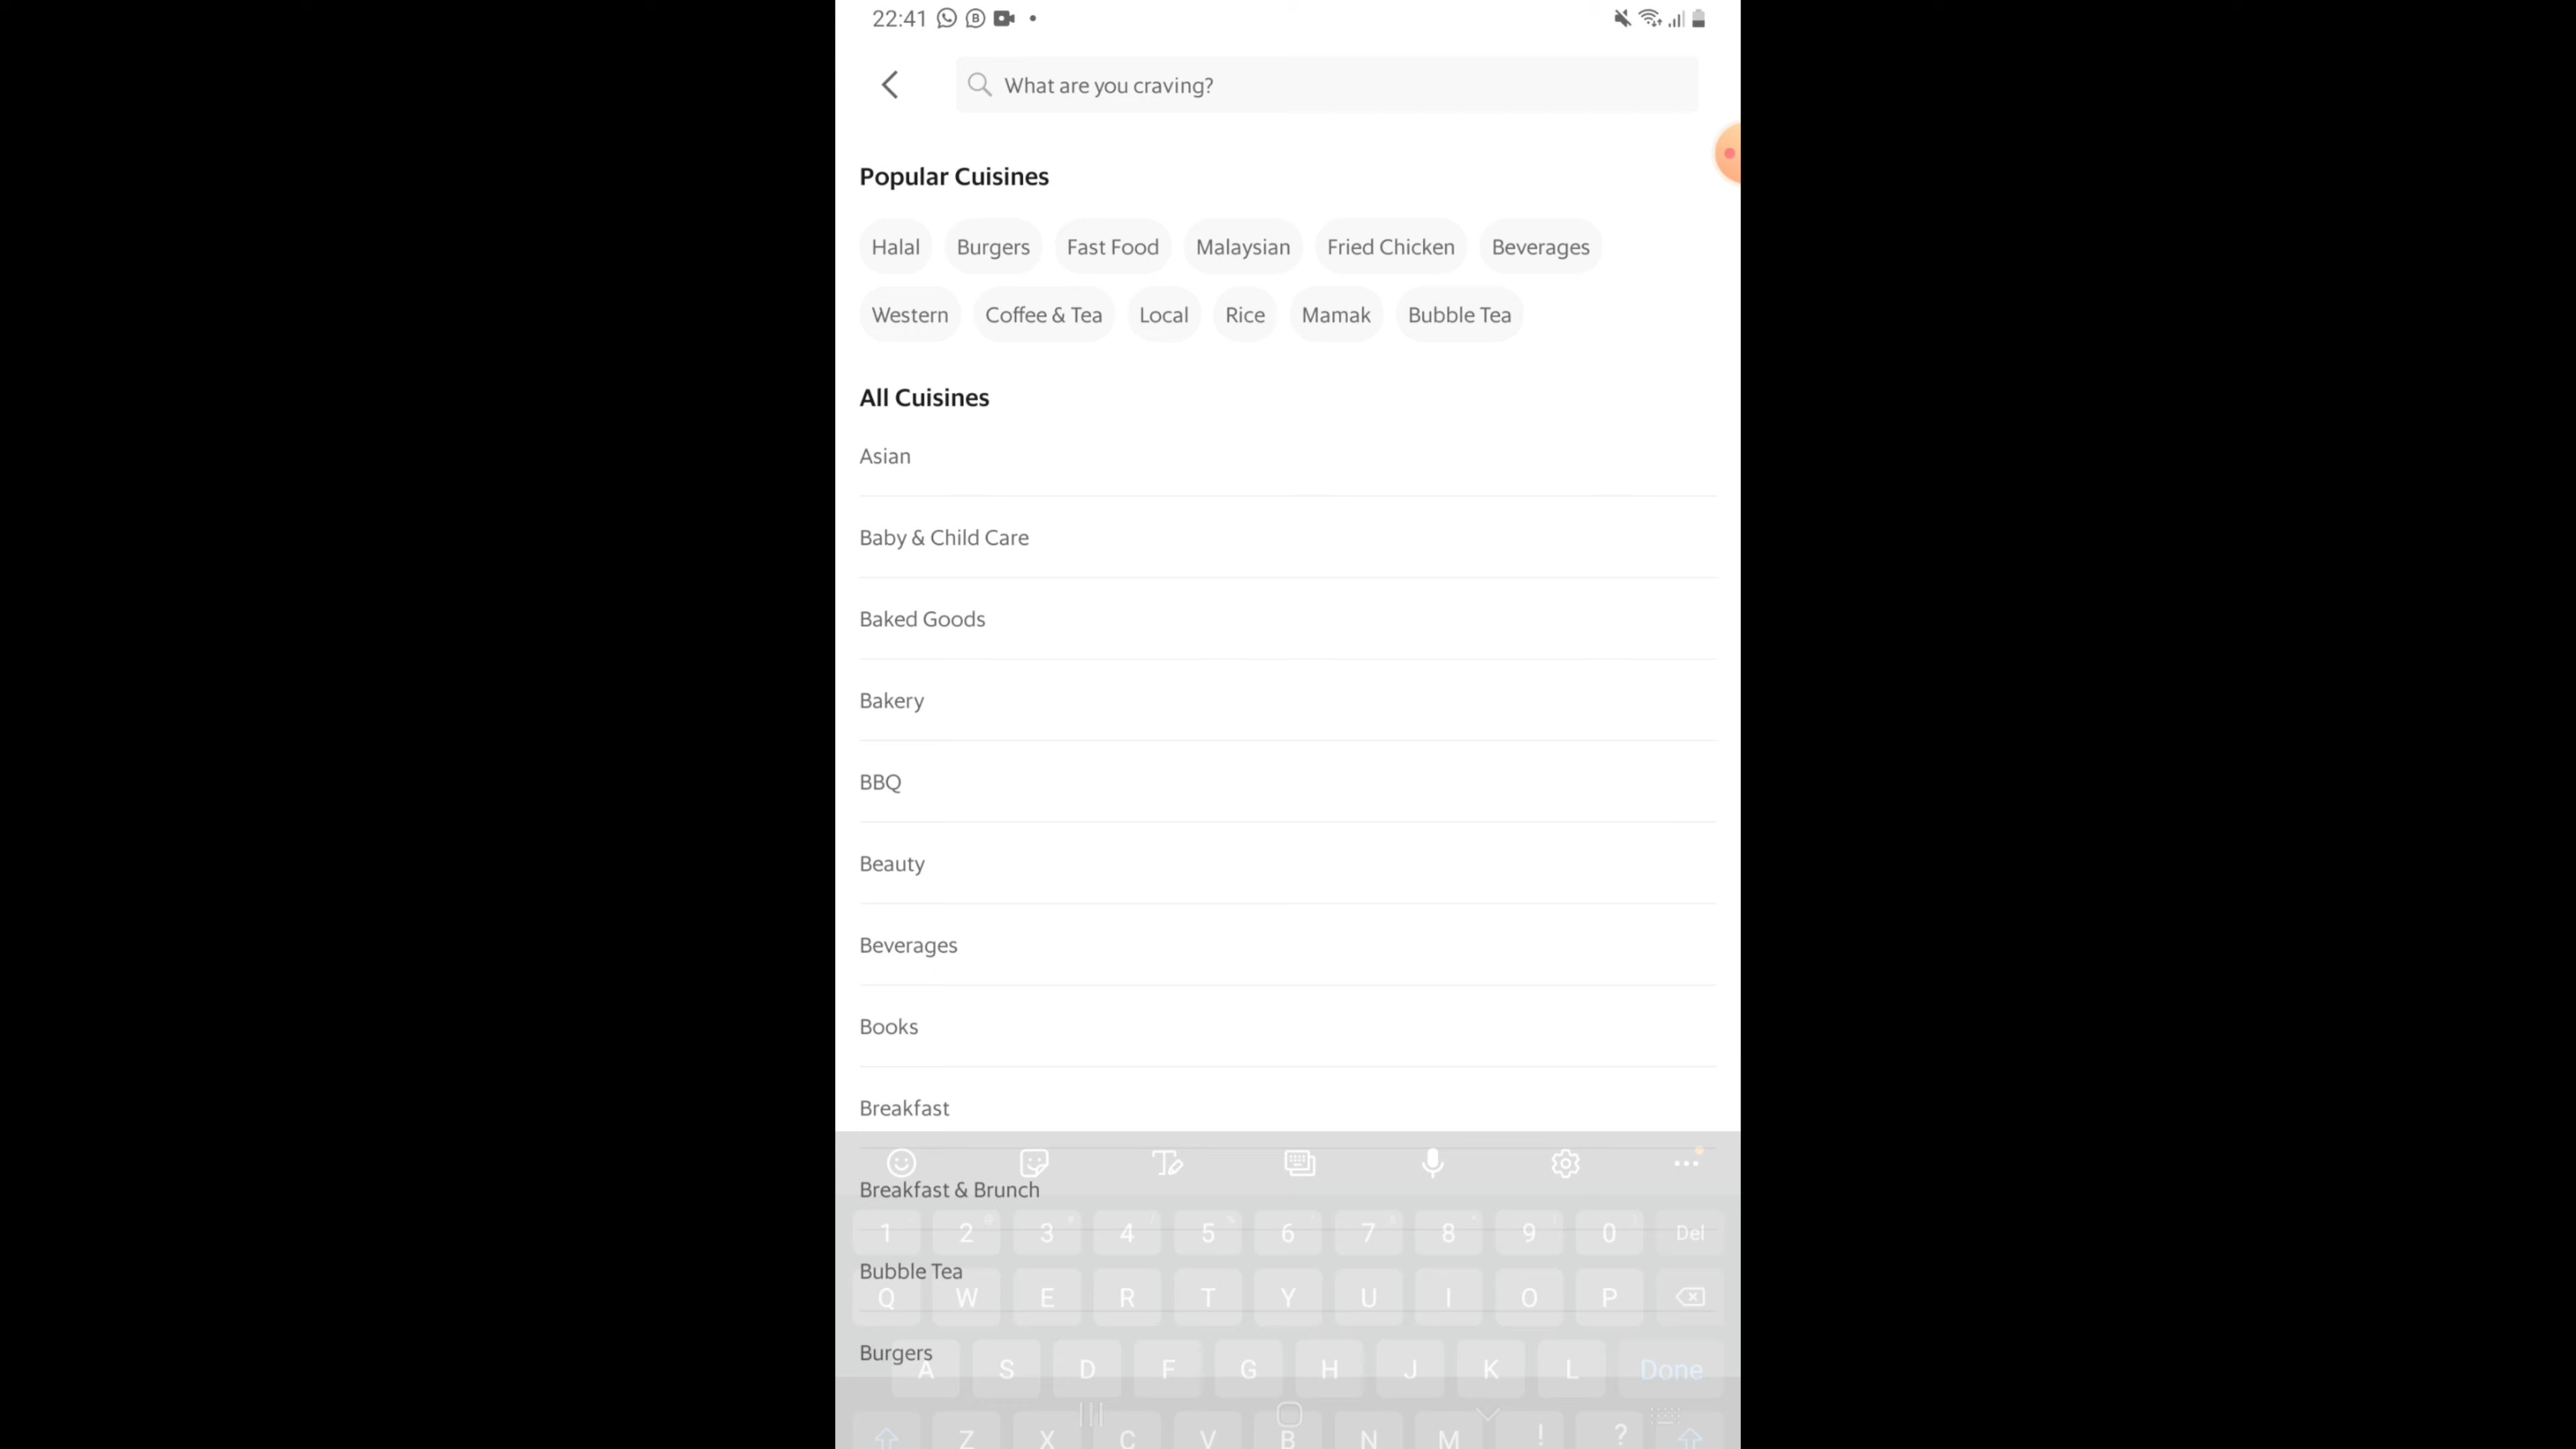 22:41
What are you craving?
Popular Cuisines
Halal Burgers Fast Food Malaysian Fried Chicken Beverages
Western Coffee & Tea Local Rice Mamak Bubble Tea
All Cuisines
Asian
Baby & Child Care
Baked Goods
Bakery
BBQ
Beauty
Beverages
Books
Breakfast
Breakfast & Brunch
1 2 3 4 5 6 7 8 9 0 Del
Bubble Tea
Q W E R T Y U I O P
Burgers
A S D F G H J K L Done
Z X C V B N M ! ?